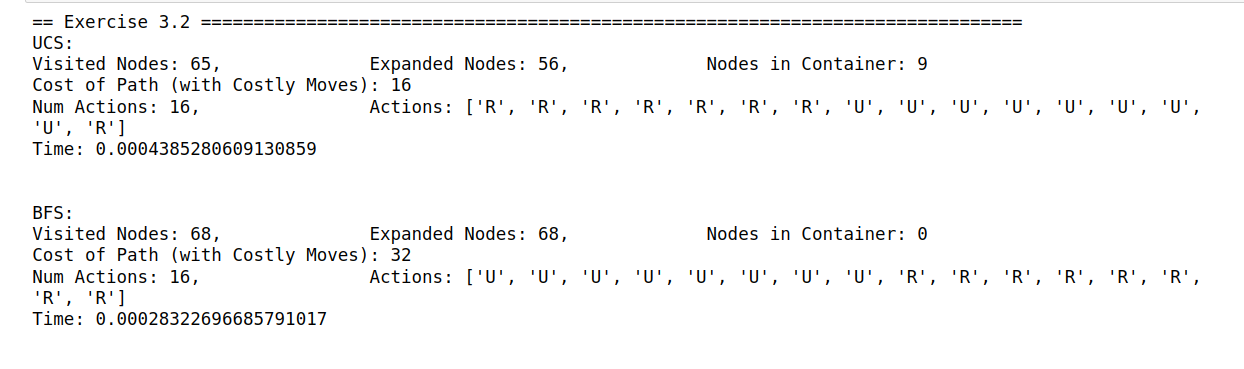 == Exercise 3.2 ==============================================================================
UCS:
Visited Nodes: 65, Expanded Nodes: 56, Nodes in Container: 9
Cost of Path (with Costly Moves): 16
Num Actions: 16, Actions: ['R', 'R', 'R', 'R', 'R', 'R', 'R', 'U', 'U', 'U', 'U', 'U', 'U', 'U',
'U', 'R']
Time: 0.0004385280609130859
BFS:
Visited Nodes: 68, Expanded Nodes: 68, Nodes in Container: 0
Cost of Path (with Costly Moves): 32
Num Actions: 16, Actions: ['U', 'U', 'U', 'U', 'U', 'U', 'U', 'U', 'R', 'R', 'R', 'R', 'R', 'R',
'R', 'R']
Time: 0.00028322696685791017